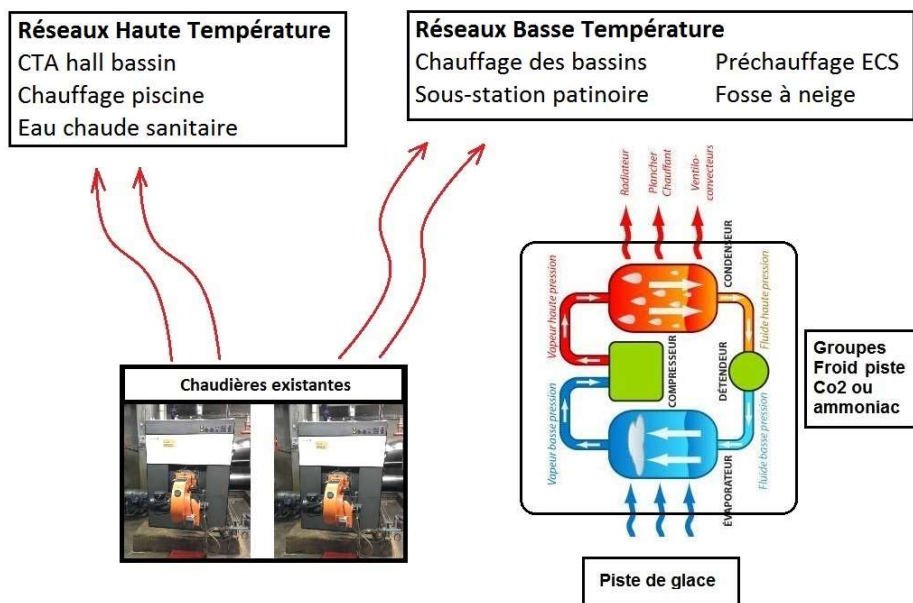 Réseaux Haute Température
CTA hall bassin
Chauffage piscine
Eau chaude sanitaire
Réseaux Basse Température
Chauffage des bassins Préchauffage ECS
Sous-station patinoire Fosse à neige
Radiateur
Plancher
Chauffant
Ventilo-
convecteurs
CONDENSEUR
Vapeur haute pression
Fluide haute pression
COMPRESSEUR
DÉTENDEUR
Vapeur basse pression
Fluide basse pression
ÉVAPORATEUR
Groupes
Froid piste
Co2 ou
ammoniac
Chaudières existantes
Piste de glace